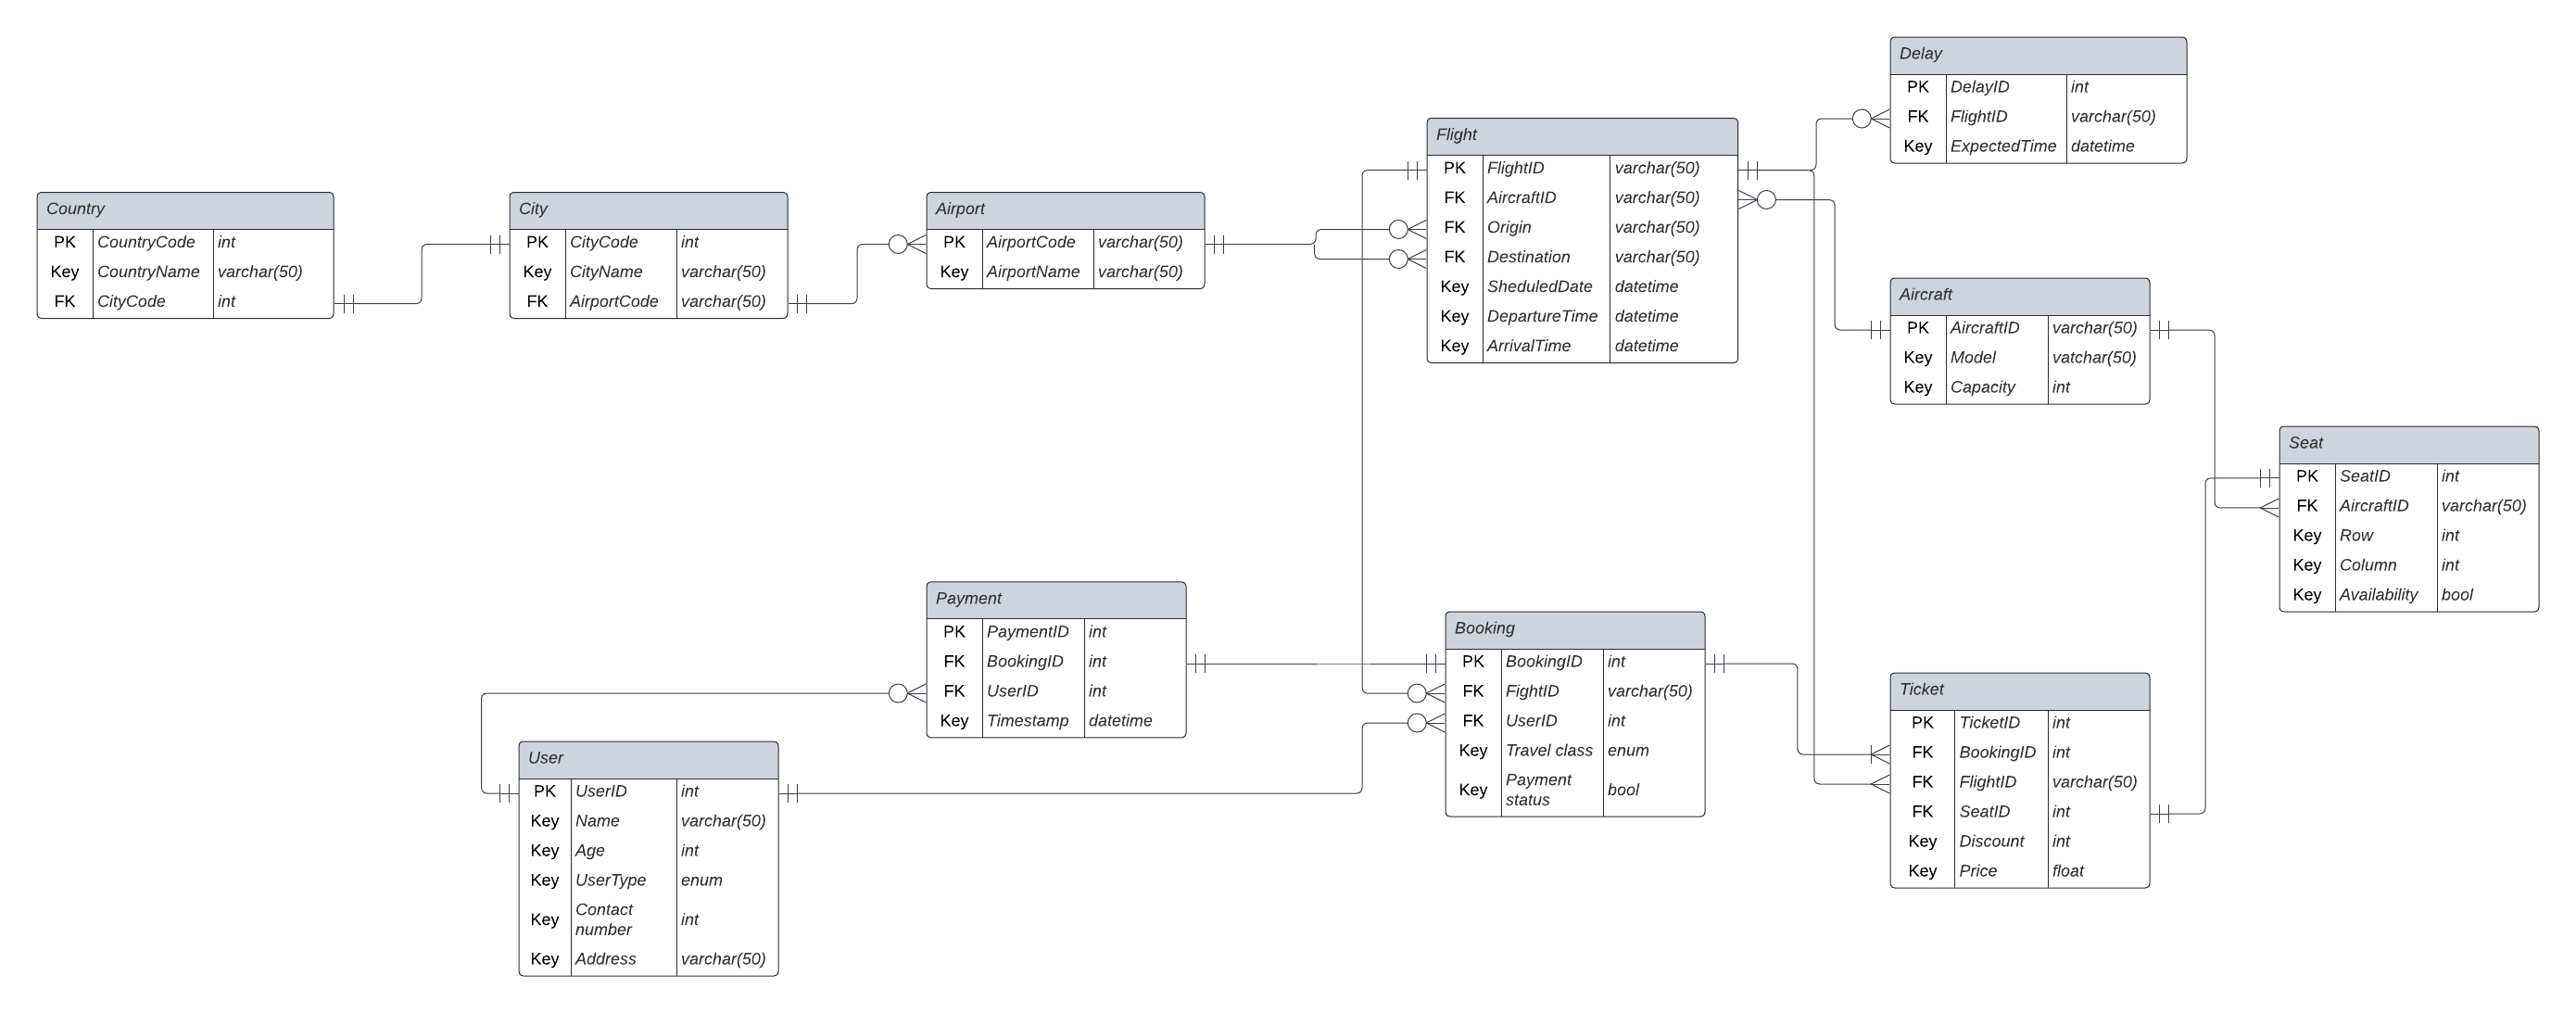 Country
PK CountryCode int
Key CountryName varchar(50)
FK CityCode int
City
PK CityCode int
Key CityName varchar(50)
FK AirportCode varchar(50)
Airport
PK AirportCode varchar(50)
Key AirportName varchar(50)
Flight
PK FlightID varchar(50)
FK AircraftID varchar(50)
FK Origin varchar(50)
FK Destination varchar(50)
Key SheduledDate datetime
Key DepartureTime datetime
Key ArrivalTime datetime
Delay
PK DelayID int
FK FlightID varchar(50)
Key ExpectedTime datetime
Aircraft
PK AircraftID varchar(50)
Key Model vatchar(50)
Key Capacity int
Seat
PK SeatID int
FK AircraftID varchar(50)
Key Row int
Key Column int
Key Availability bool
Payment
PK PaymentID int
FK BookingID int
FK UserID int
Key Timestamp datetime
Booking
PK BookingID int
FK FightID varchar(50)
FK UserID int
Key Travel class enum
Key Payment
status bool
Ticket
PK TicketID int
FK BookingID int
FK FlightID varchar(50)
FK SeatID int
Key Discount int
Key Price float
User
PK UserID int
Key Name varchar(50)
Key Age int
Key UserType enum
Key Contact
number int
Key Address varchar(50)